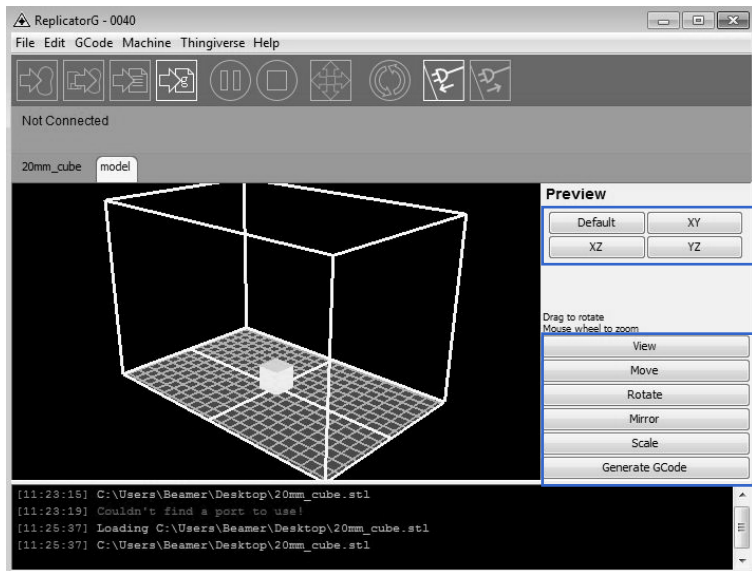 ReplicatorG - 0040
File Edit GCode Machine Thingiverse Help
Not Connected
20mm_cube model
Preview
Default XY
XZ YZ
Drag to rotate
Mouse wheel to zoom
View
Move
Rotate
Mirror
Scale
Generate GCode
[11:23:15] C:\Users\Beamer\Desktop\20mm_cube.stl
[11:23:19] Couldn't find a port to use!
[11:25:37] Loading C:\Users\Beamer\Desktop\20mm_cube.stl
[11:25:37] C:\Users\Beamer\Desktop\20mm_cube.stl